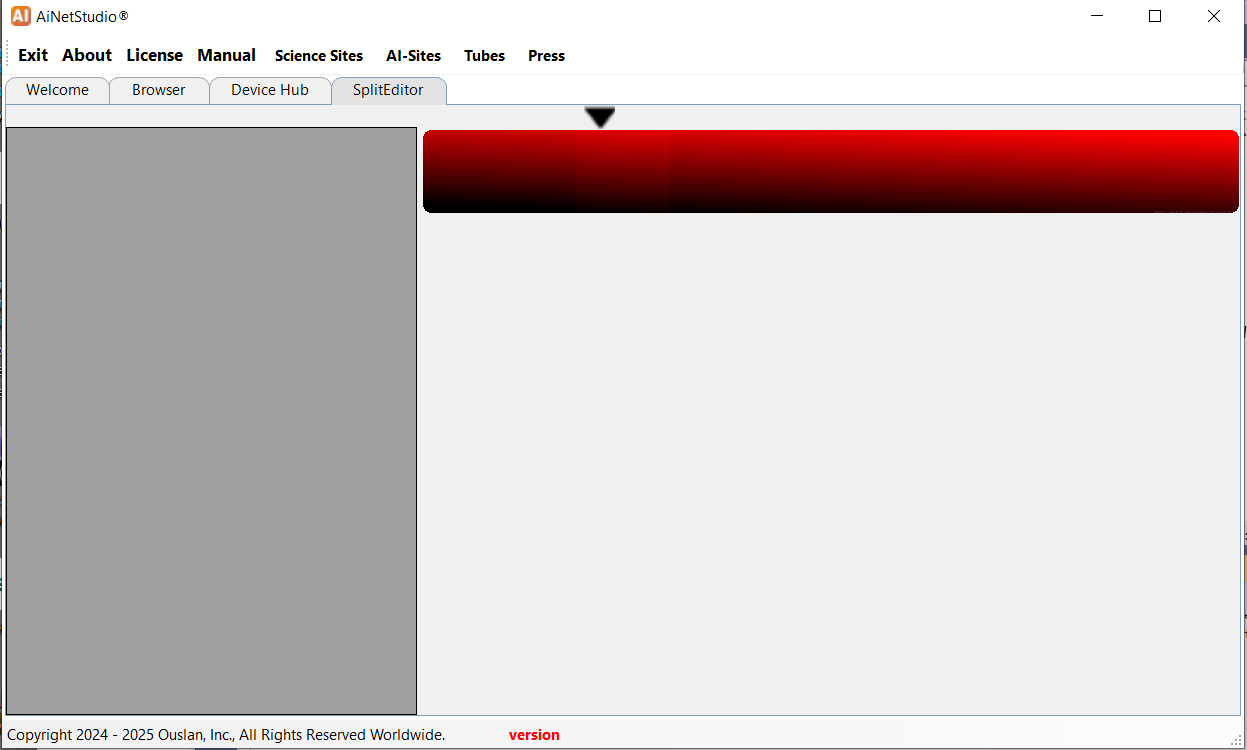 AI AiNetStudio®
Exit About License Manual Science Sites AI-Sites Tubes Press
Welcome Browser Device Hub SplitEditor
Copyright 2024 - 2025 Ouslan, Inc., All Rights Reserved Worldwide. version